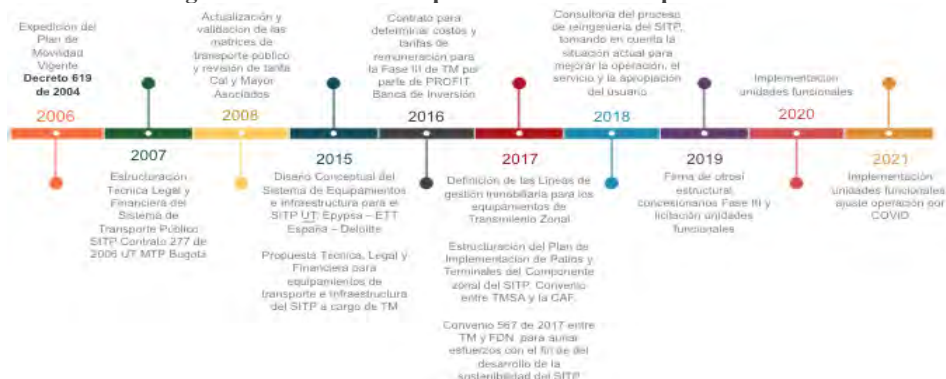 Expedición del
Plan de
Movilidad
Vigente
Decreto 619
de 2004
2006
2007
Estructuración
Técnica Legal y
Financiera del
Sistema de
Transporte Público
SITP Contrato 277 de
2006 UT MTP Bogotá
Actualización y
validación de las
matrices de
transporte público
y revisión de tarifa
Cal y Mayor
Asociados
2008
2015
Diseño Conceptual del
Sistema de Equipamientos
e infraestructura para el
SITP UT: Epypsa – ETT
España – Deloitte
Propuesta Técnica, Legal y
Financiera para
equipamientos de
transporte e Infraestructura
del SITP a cargo de TM
Contrato para
determinar costos y
tarifas de
remuneración para
la Fase III de TM por
parte de PROFIT
Banca de Inversión
2016
2017
Definición de las Líneas de
gestión inmobiliaria para los
equipamientos de
Transmilenio Zonal
Estructuración del Plan de
Implementación de Patios y
Terminales del Componente
zonal del SITP. Convenio
entre TMSA y la CAF.
Convenio 567 de 2017 entre
TM y FDN para aunar
esfuerzos con el fin de del
desarrollo de la
sostenibilidad del SITP
Consultoría del proceso
de reingeniería del SITP,
tomando en cuenta la
situación actual para
mejorar la operación, el
servicio y la apropiación
del usuario
2018
2019
Firma de otrosí
estructural,
concesionarios Fase III y
licitación unidades
funcionales
Implementación
unidades funcionales
2020
2021
Implementación
unidades funcionales
ajuste operación por
COVID